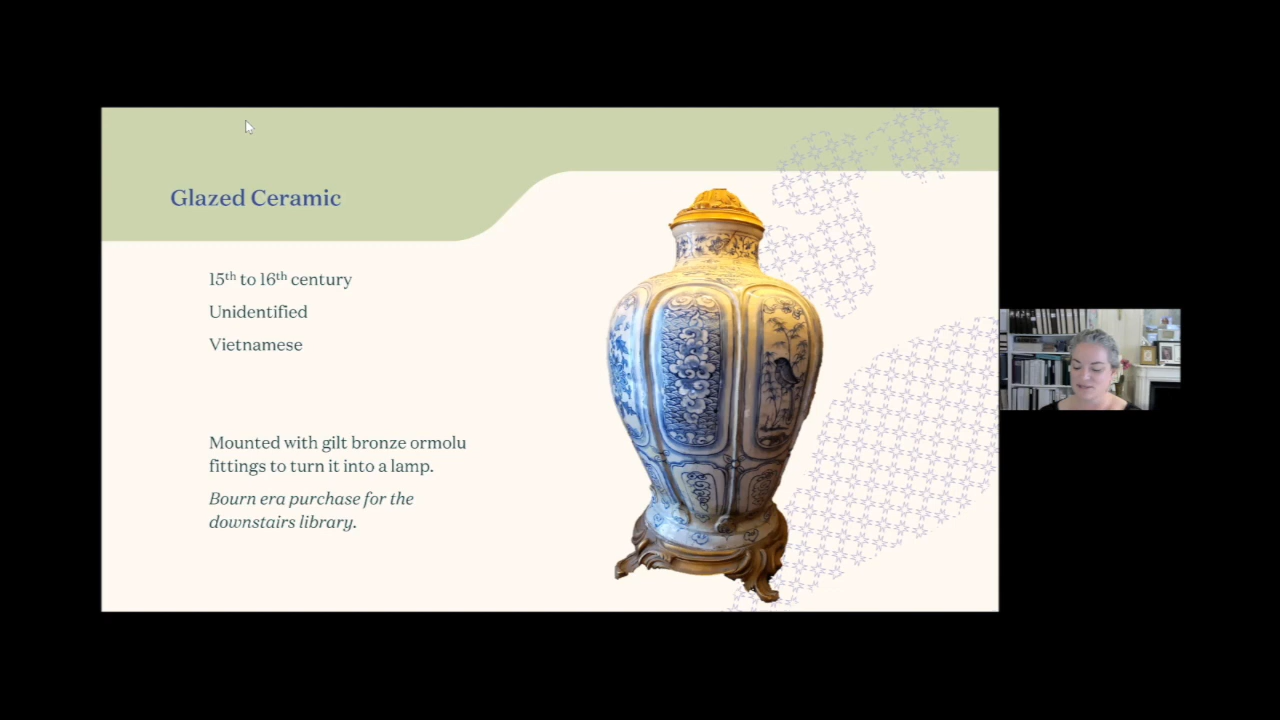 Glazed Ceramic
15th to 16th century
Unidentified
Vietnamese
Mounted with gilt bronze ormolu
fittings to turn it into a lamp.
Bourn era purchase for the
downstairs library.